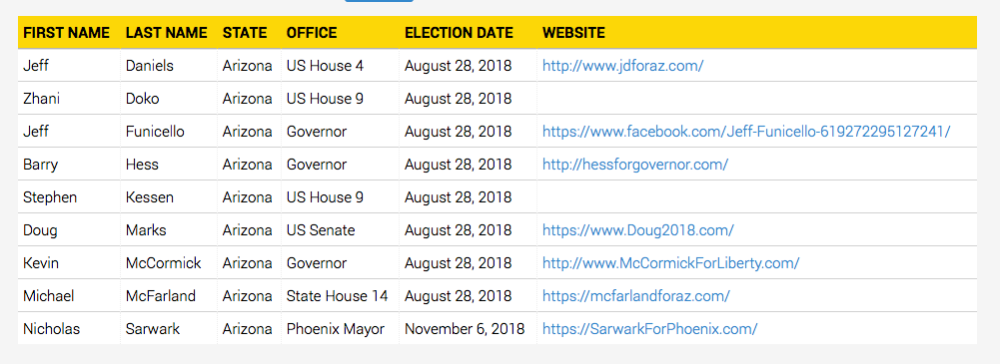 FIRST NAME LAST NAME STATE OFFICE ELECTION DATE WEBSITE
Jeff Daniels Arizona US House 4 August 28, 2018 http://www.jdforaz.com/
Zhani Doko Arizona US House 9 August 28, 2018
Jeff Funicello Arizona Governor August 28, 2018 https://www.facebook.com/Jeff-Funicello-619272295127241/
Barry Hess Arizona Governor August 28, 2018 http://hessforgovernor.com/
Stephen Kessen Arizona US House 9 August 28, 2018
Doug Marks Arizona US Senate August 28, 2018 https://www.Doug2018.com/
Kevin McCormick Arizona Governor August 28, 2018 http://www.McCormickForLiberty.com/
Michael McFarland Arizona State House 14 August 28, 2018 https://mcfarlandforaz.com/
Nicholas Sarwark Arizona Phoenix Mayor November 6, 2018 https://SarwarkForPhoenix.com/